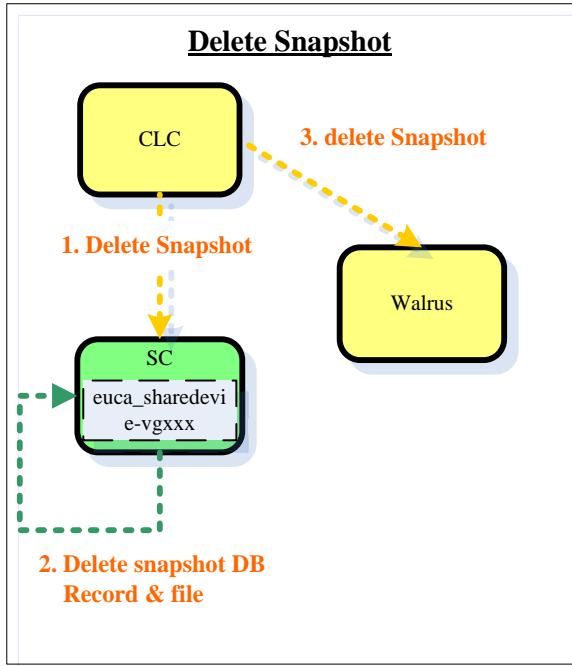 Delete Snapshot
CLC
3. delete Snapshot
1. Delete Snapshot
Walrus
SC
euca_sharedevi
e-vgxxx
2. Delete snapshot DB
Record & file